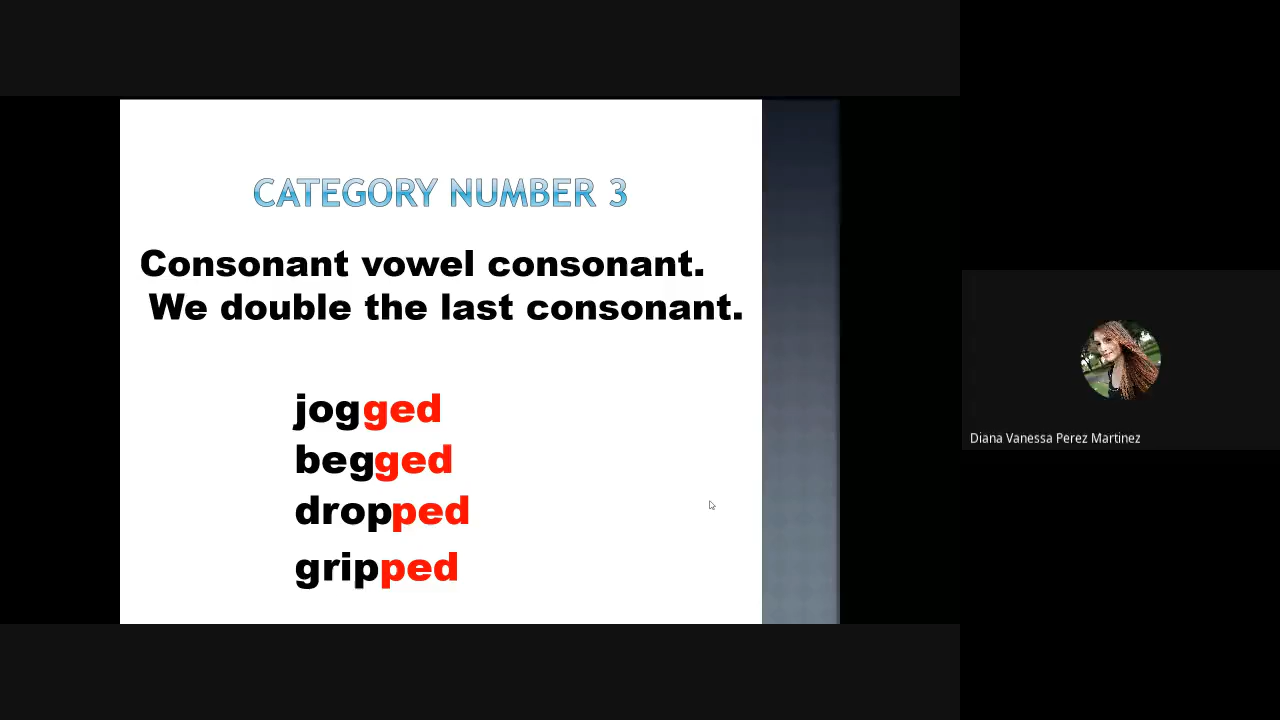 CATEGORY NUMBER 3
Consonant vowel consonant.
We double the last consonant.
jogged
begged
dropped
gripped
Diana Vanessa Perez Martinez